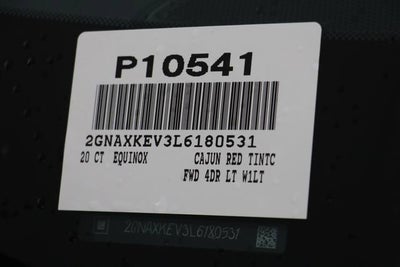 P10541
2GNAXKEV3L6180531
20 CT EQUINOX CAJUN RED TINTC
FWD 4DR LT W1LT
2GNAXKEV3L6180531